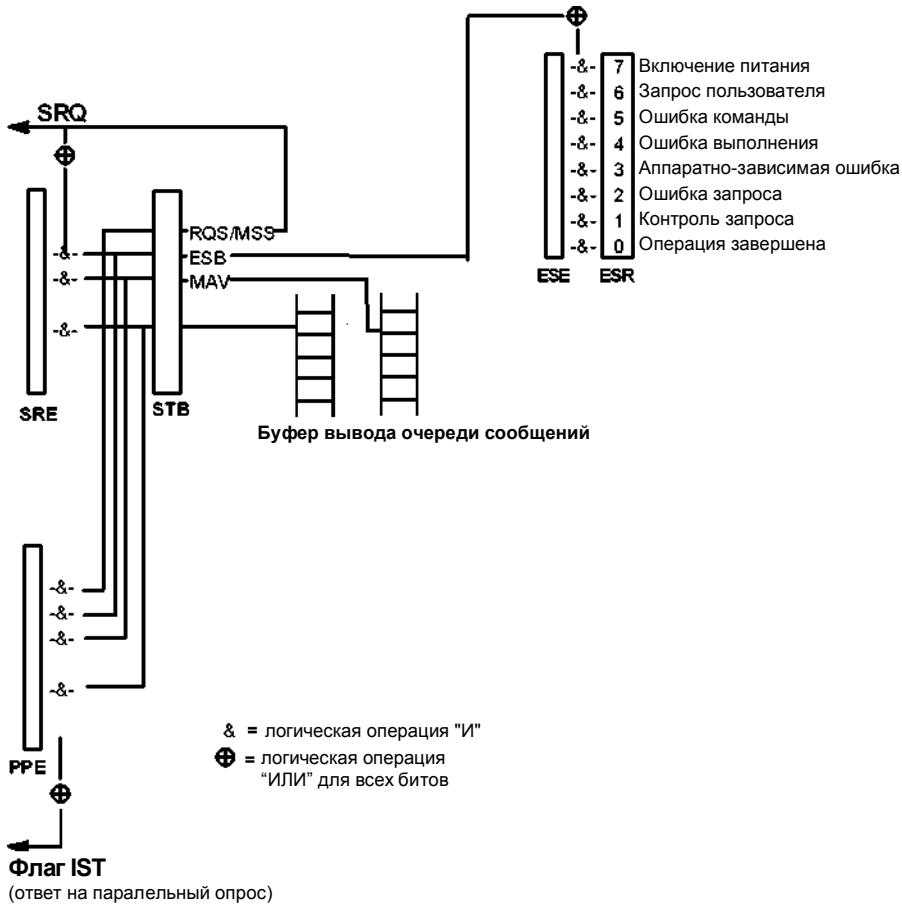 -&- 7 Включение питания
-&- 6 Запрос пользователя
-&- 5 Ошибка команды
-&- 4 Ошибка выполнения
-&- 3 Аппаратно-зависимая ошибка
-&- 2 Ошибка запроса
-&- 1 Контроль запроса
-&- 0 Операция завершена
ESE ESR
SRQ
RQS/MSS
-&- ESB
-&- MAV
-&-
SRE STB
Буфер вывода очереди сообщений
-&-
-&-
-&-
-&-
PPE
& = логическая операция "И"
⊕ = логическая операция
“ИЛИ” для всех битов
Флаг IST
(ответ на паралельный опрос)